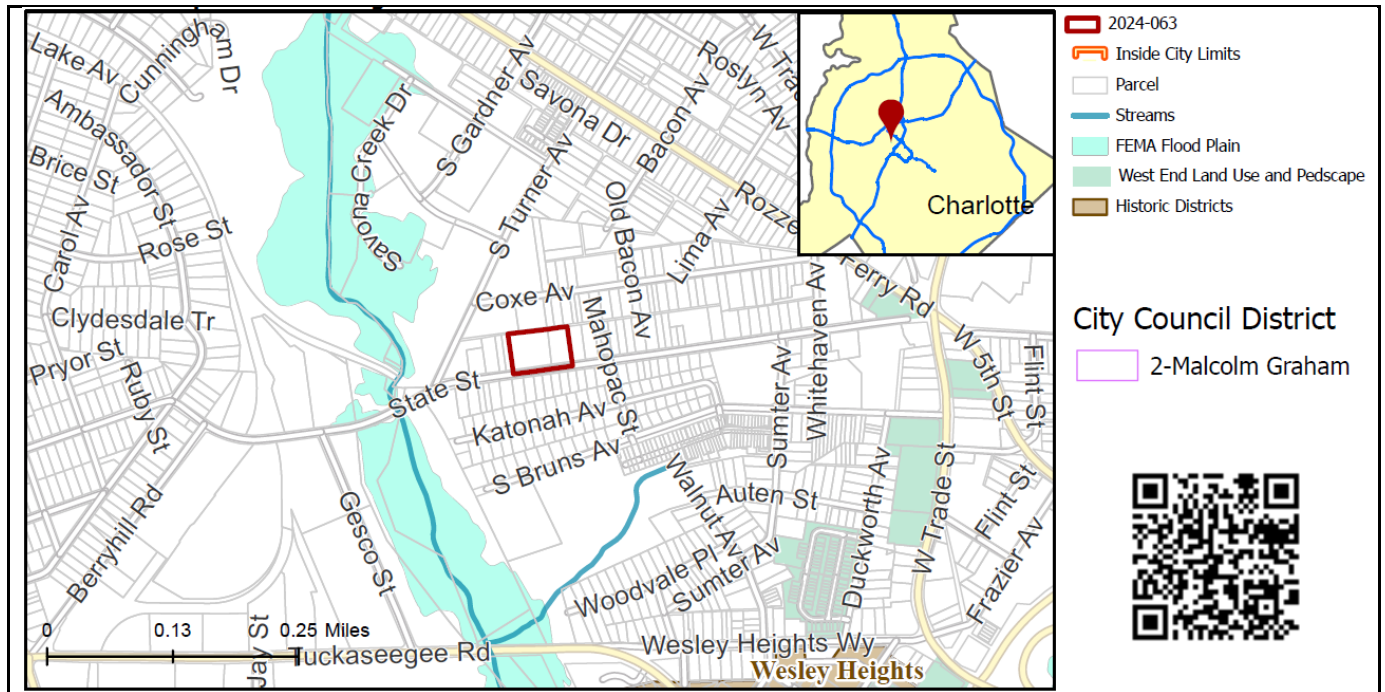 Lake Av
Cunningham Dr
Ambassador St
Brice St
Carol Av
Rose St
Clydesdale Tr
Pryor St
Ruby St
Berryhill Rd
Savona Creek Dr
Savona
S Gardner Av
Savona Dr
S Turner Av
Bacon Av
Roslyn Av
W Tra
Old Bacon Av
Lima Av
Rozze
Ferry Rd
Coxe Av
Mahopac St
State St
Katonah Av
S Bruns Av
Sumter Av
Whitehaven Av
W 5th St
Flint St
Walnut Av
Auten St
Duckworth Av
W Trade St
Flint St
Frazier Av
Gesco St
Woodvale Pl
Sumter Av
Jay St
Tuckaseegee Rd
Wesley Heights Wy
Wesley Heights
0
0.13
0.25 Miles
Charlotte
2024-063
Inside City Limits
Parcel
Streams
FEMA Flood Plain
West End Land Use and Pedscape
Historic Districts
City Council District
2-Malcolm Graham